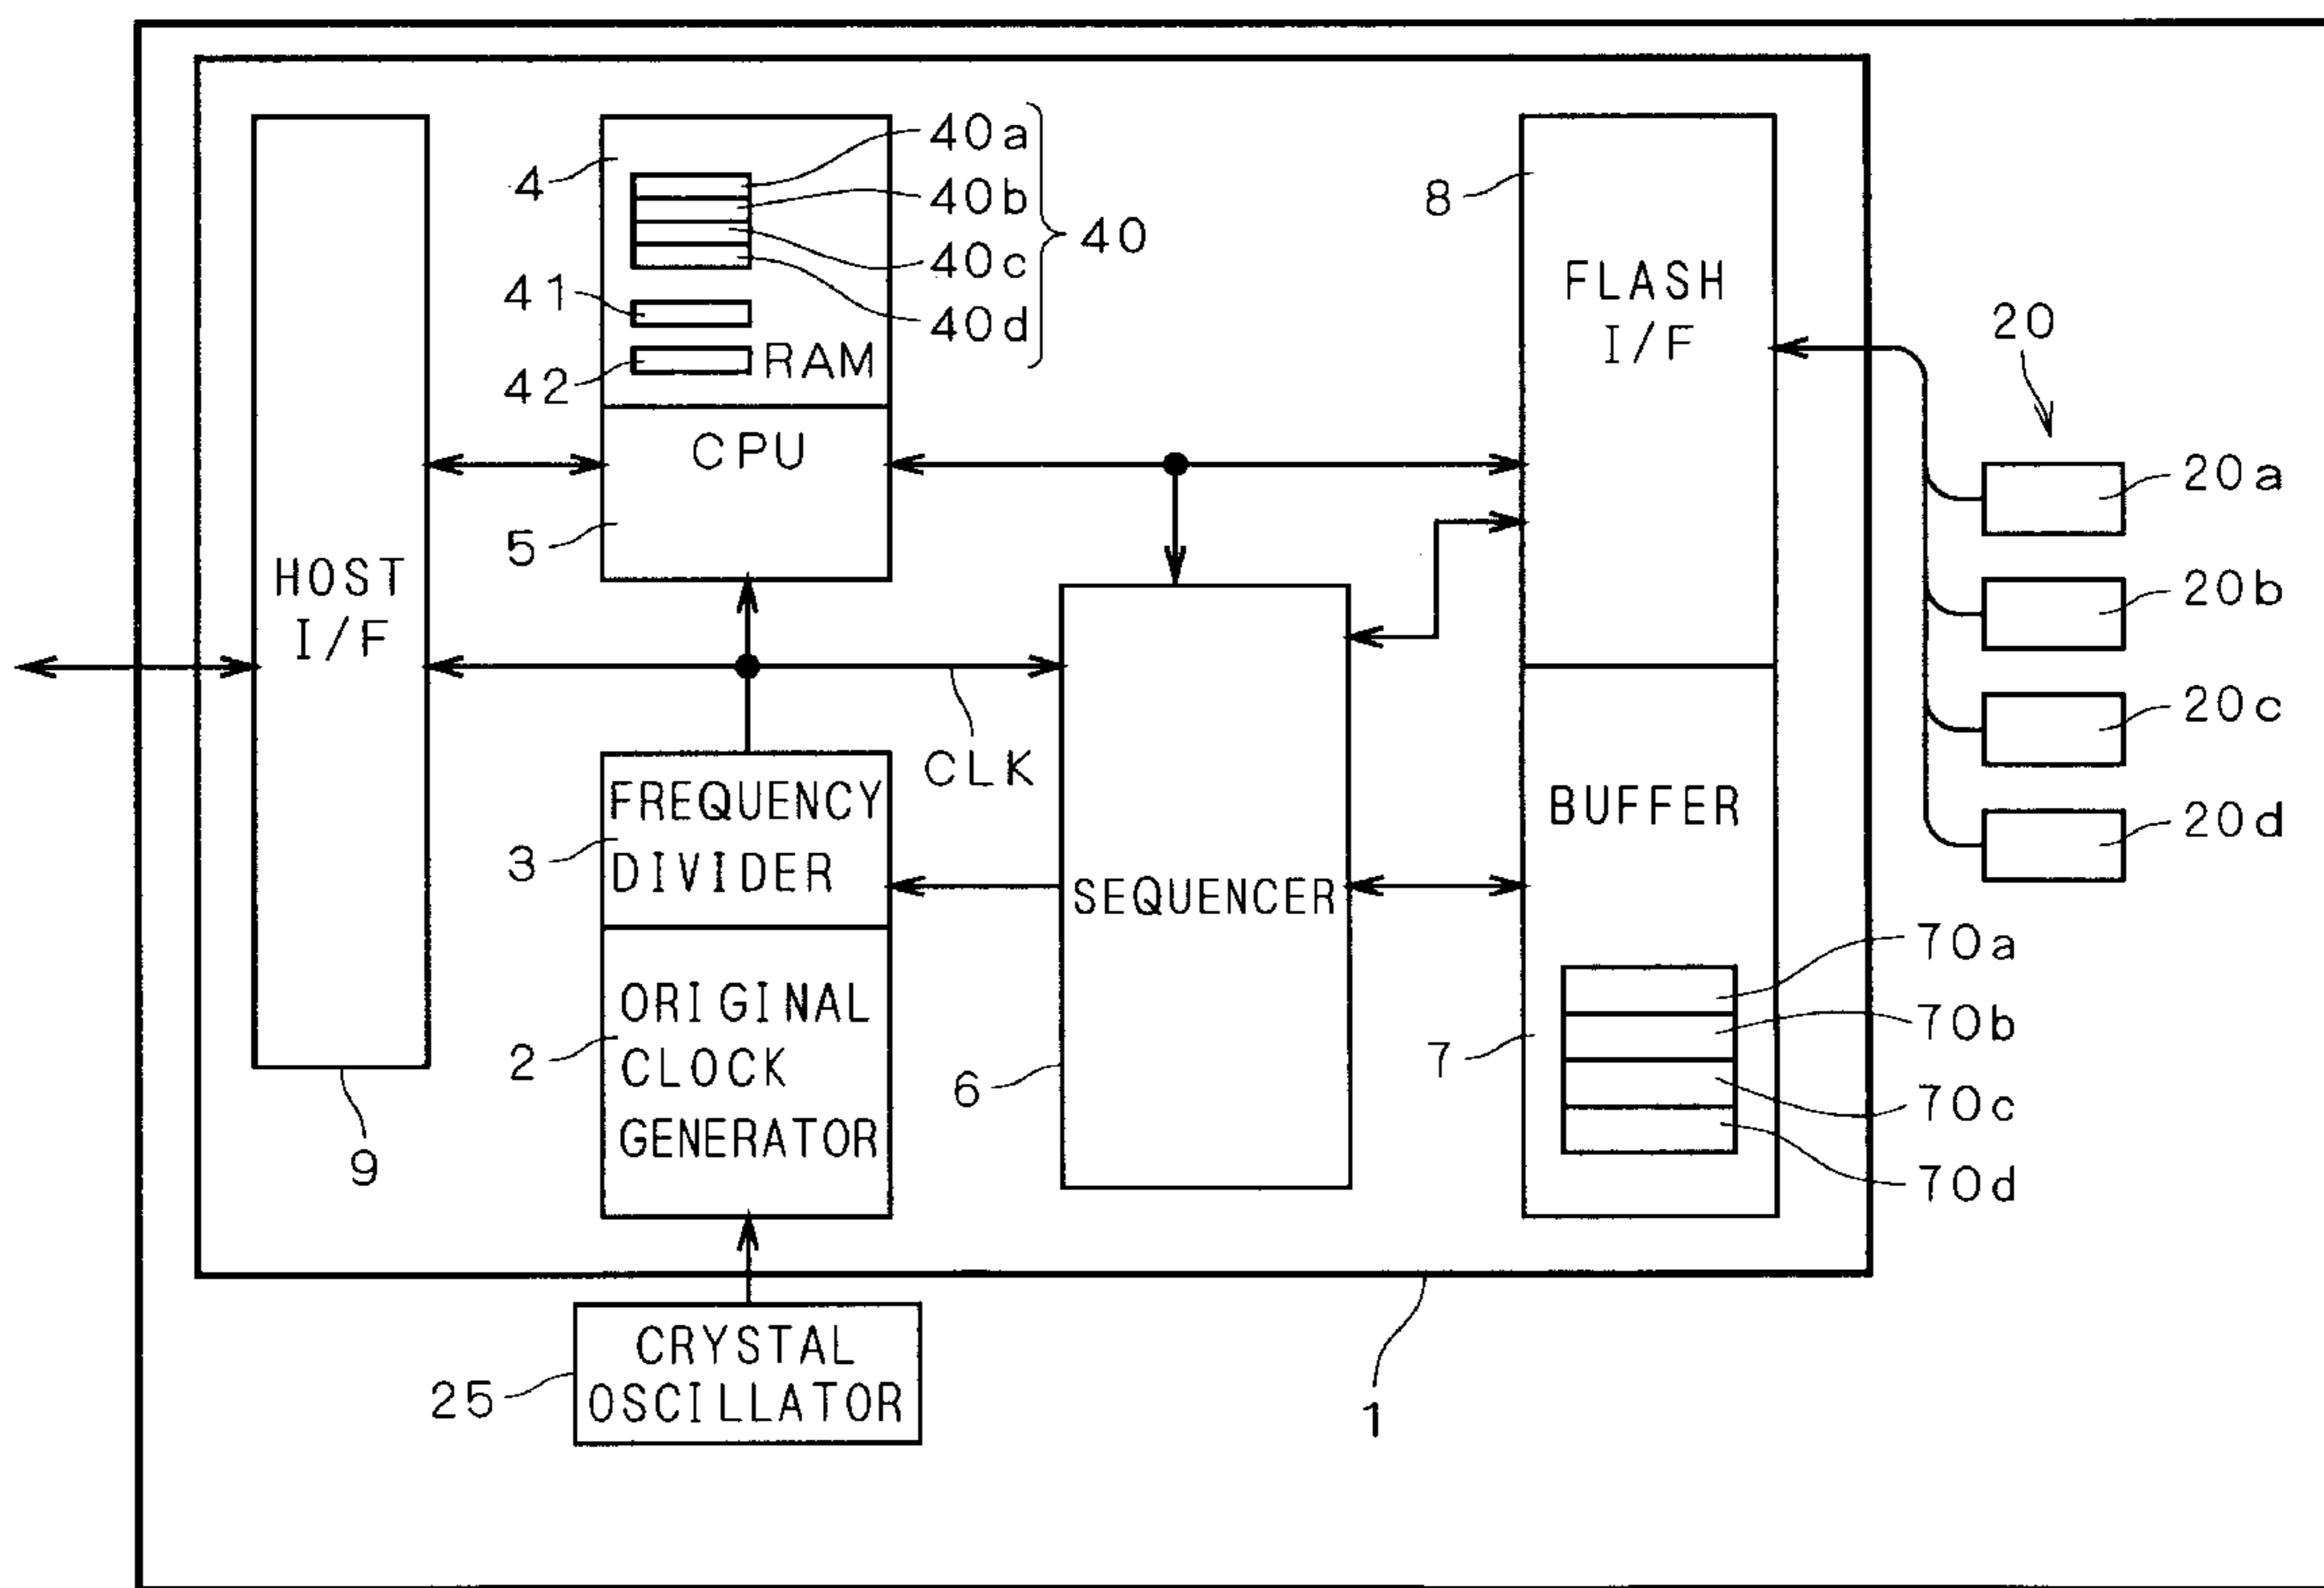 40a
4
40b
8
40
40c
41
40d
FLASH
I/F
20
42
RAM
CPU
20a
5
HOST
I/F
20b
20c
CLK
FREQUENCY
DIVIDER
3
BUFFER
20d
SEQUENCER
70a
ORIGINAL
CLOCK
GENERATOR
2
70b
7
6
70c
9
70d
CRYSTAL
OSCILLATOR
25
1